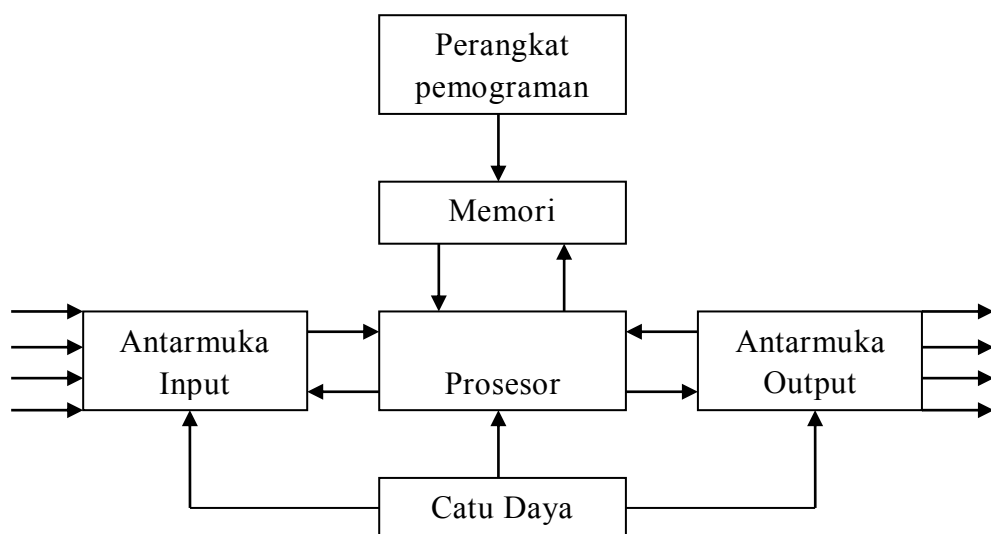 Perangkat
pemograman
Memori
Antarmuka
Input
Prosesor
Antarmuka
Output
Catu Daya